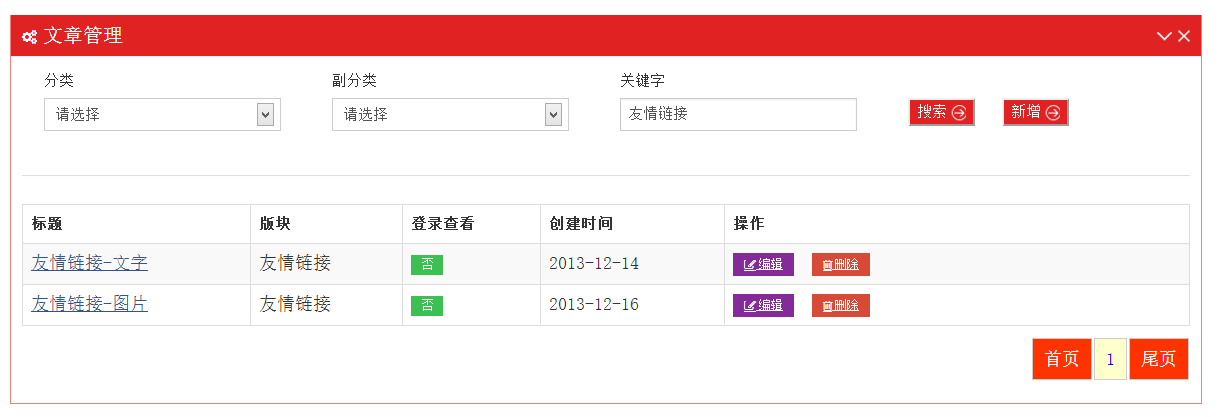 文章管理
分类 副分类 关键字
请选择 请选择 友情链接 搜索 新增
标题 版块 登录查看 创建时间 操作
友情链接-文字 友情链接 否 2013-12-14 编辑 删除
友情链接-图片 友情链接 否 2013-12-16 编辑 删除
首页 1 尾页